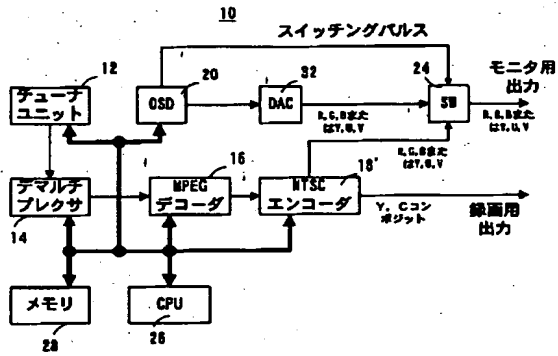 10
スイッチングパルス
12
チューナ
ユニット
20
OSD
32
DAC
24
SW
モニタ用
出力
R,G,Bまた
はY,U,V
R,G,Bまた
はY,U,V
R,G,Bまた
はY,U,V
デマルチ
プレクサ
14
16
MPEG
デコーダ
18'
NTSC
エンコーダ
Y, Cコン
ポジット
録画用
出力
メモリ
28
CPU
26